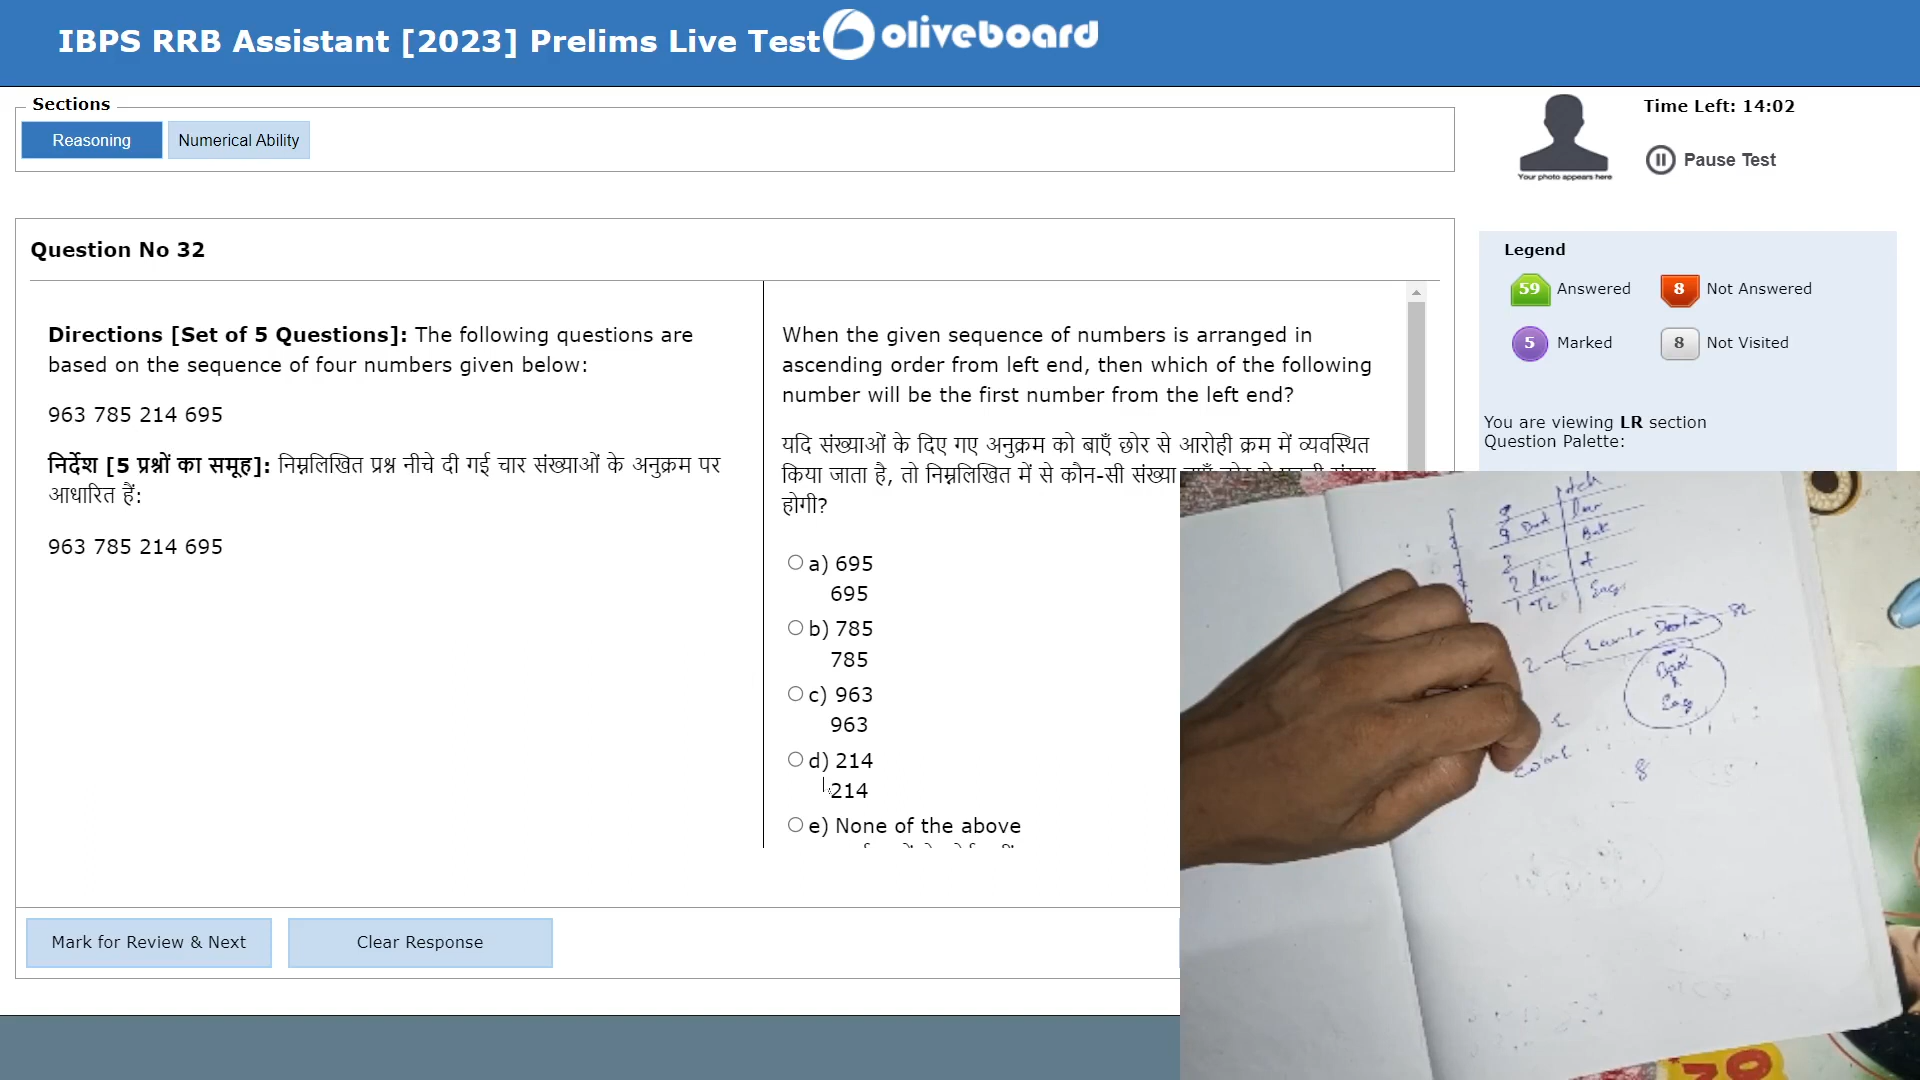 IBPS RRB Assistant [2023] Prelims Live Test oliveboard
Sections
Reasoning
Numerical Ability
Your photo appears here
Time Left: 14:02
Pause Test
Question No 32
Directions [Set of 5 Questions]: The following questions are
based on the sequence of four numbers given below:
963 785 214 695
निर्देश [5 प्रश्नों का समूह]: निम्नलिखित प्रश्न नीचे दी गई चार संख्याओं के अनुक्रम पर
आधारित हैं:
963 785 214 695
When the given sequence of numbers is arranged in
ascending order from left end, then which of the following
number will be the first number from the left end?
यदि संख्याओं के दिए गए अनुक्रम को बाएँ छोर से आरोही क्रम में व्यवस्थित
किया जाता है, तो निम्नलिखित में से कौन-सी संख्या
होगी?
a) 695
695
b) 785
785
c) 963
963
d) 214
214
e) None of the above
Mark for Review & Next
Clear Response
Legend
59 Answered
8 Not Answered
5 Marked
8 Not Visited
You are viewing LR section
Question Palette:
8